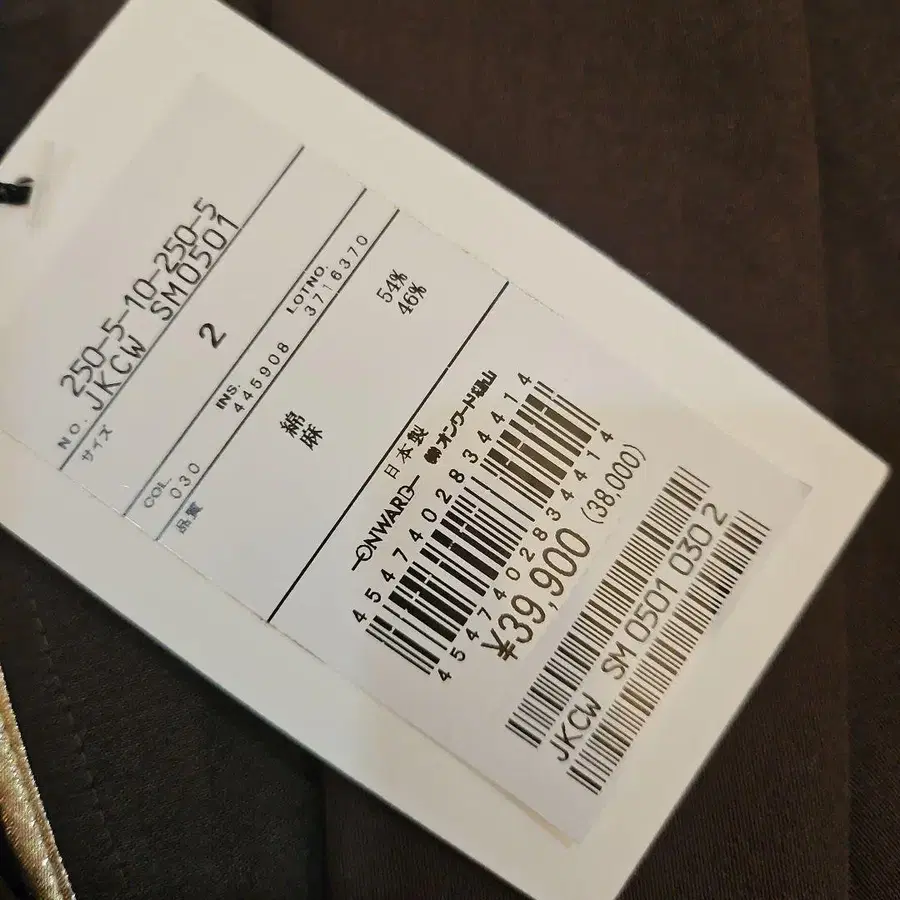 250-5-10-250-5
NO. JKCW SM0501
サイズ 2
COL. INS. LOTNO.
030 445908 3716370
品質 綿 54%
麻 46%
日本製
ONWARD ㈱オンワード樫山
4547402834414
4547402834414
¥39,900 (38,000)
JKCW SM 0501 030 2